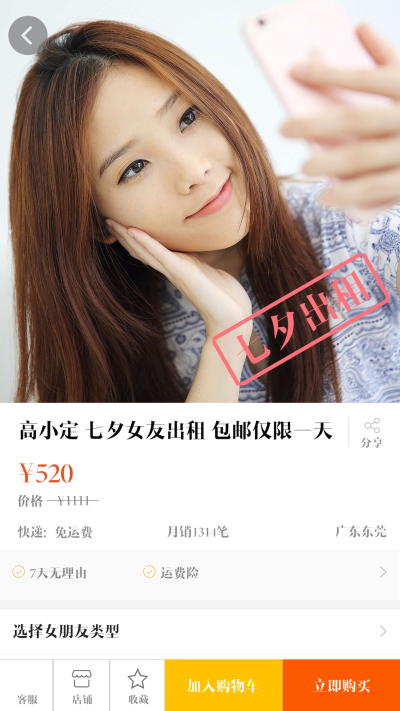 七夕出租
高小定 七夕女友出租 包邮仅限一天
分享
¥520
价格 ¥1111
快递：免运费 月销1314笔 广东东莞
7天无理由 运费险
选择女朋友类型
客服 店铺 收藏 加入购物车 立即购买